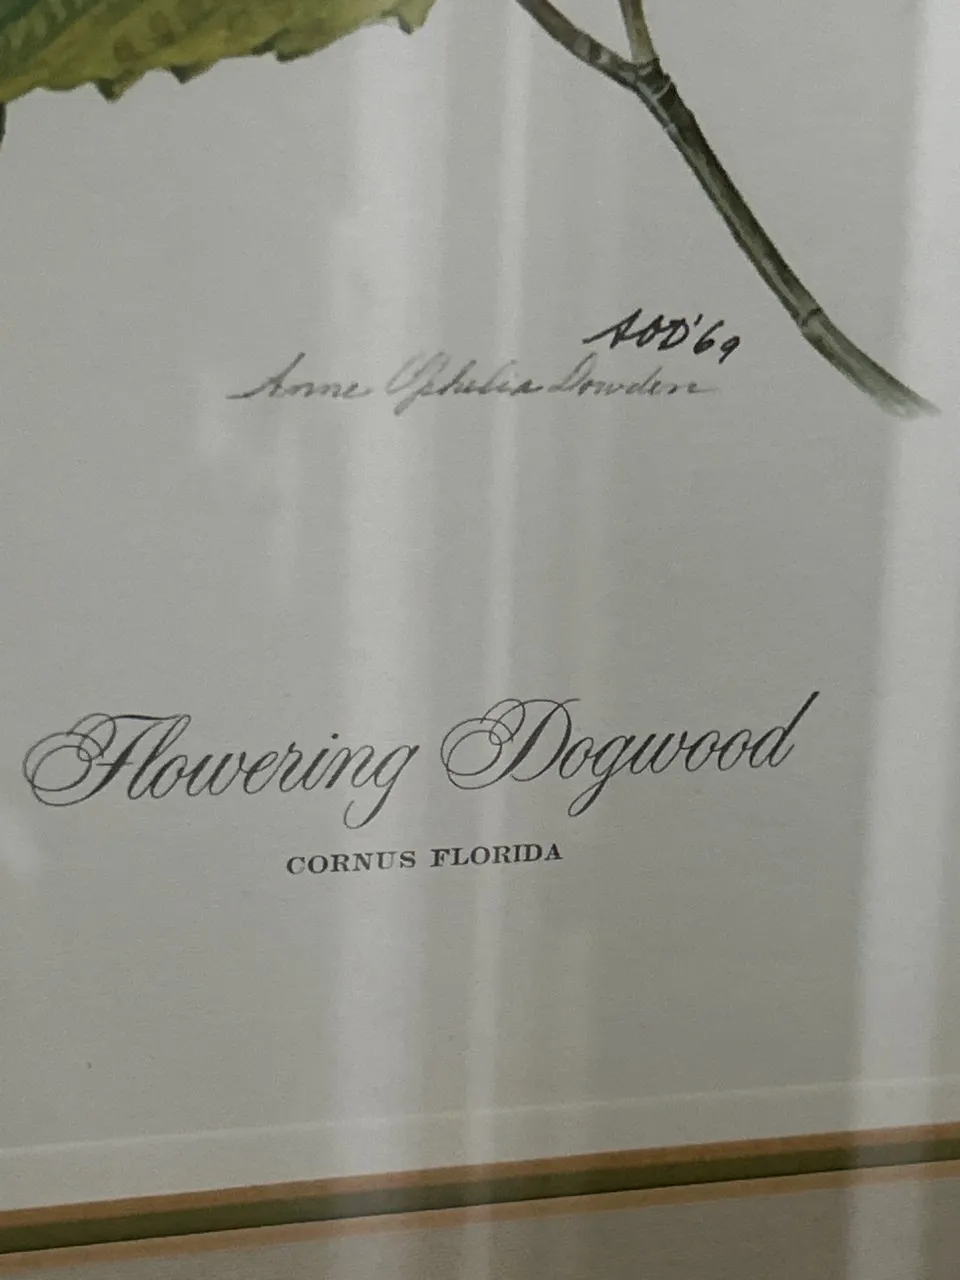 AOD'69
Anne Ophelia Dowden
Flowering Dogwood
CORNUS FLORIDA